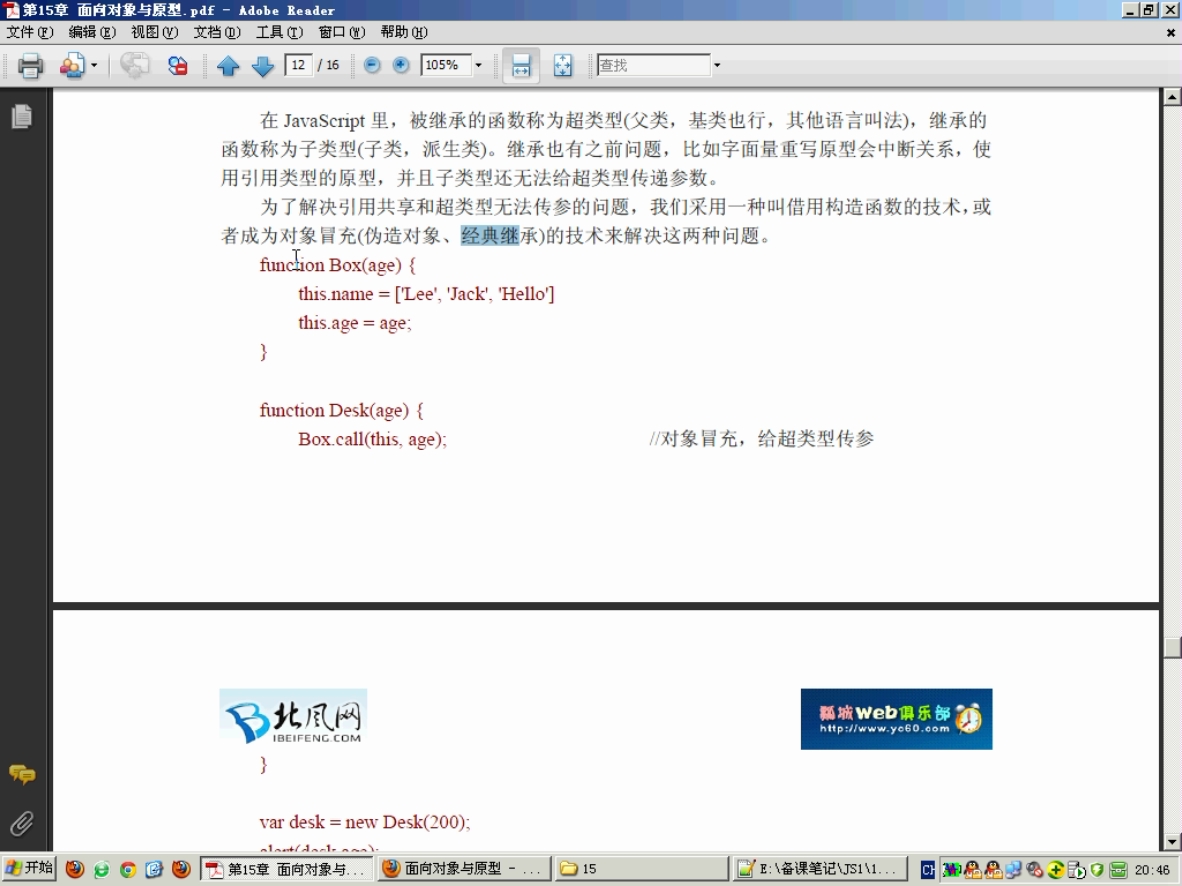 第15章 面向对象与原型.pdf - Adobe Reader
文件(F) 编辑(E) 视图(V) 文档(D) 工具(T) 窗口(W) 帮助(H)
12 / 16 105% 查找
在 JavaScript 里，被继承的函数称为超类型(父类，基类也行，其他语言叫法)，继承的
函数称为子类型(子类，派生类)。继承也有之前问题，比如字面量重写原型会中断关系，使
用引用类型的原型，并且子类型还无法给超类型传递参数。
为了解决引用共享和超类型无法传参的问题，我们采用一种叫借用构造函数的技术，或
者成为对象冒充(伪造对象、经典继承)的技术来解决这两种问题。
function Box(age) {
this.name = ['Lee', 'Jack', 'Hello']
this.age = age;
}
function Desk(age) {
Box.call(this, age); //对象冒充，给超类型传参
北风网
IBEIFENG.COM
瓢城Web俱乐部
http://www.yc60.com
}
var desk = new Desk(200);
alert(desk.age);
开始 第15章 面向对象与... 面向对象与原型 - ... 15 E:\备课笔记\JS1\1... CH 20:46